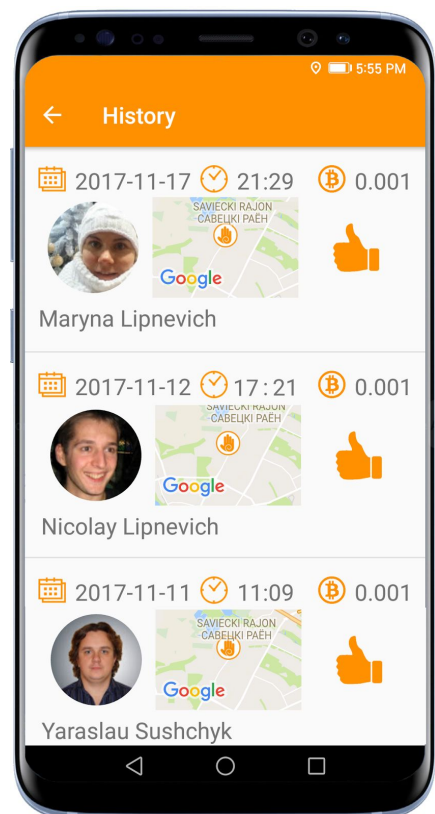 5:55 PM
History
2017-11-17 21:29 0.001
SAVIECKI RAJON
САВЕЦКІ РАЁН
Google
Maryna Lipnevich
2017-11-12 17:21 0.001
SAVIECKI RAJON
САВЕЦКІ РАЁН
Google
Nicolay Lipnevich
2017-11-11 11:09 0.001
SAVIECKI RAJON
САВЕЦКІ РАЁН
Google
Yaraslau Sushchyk